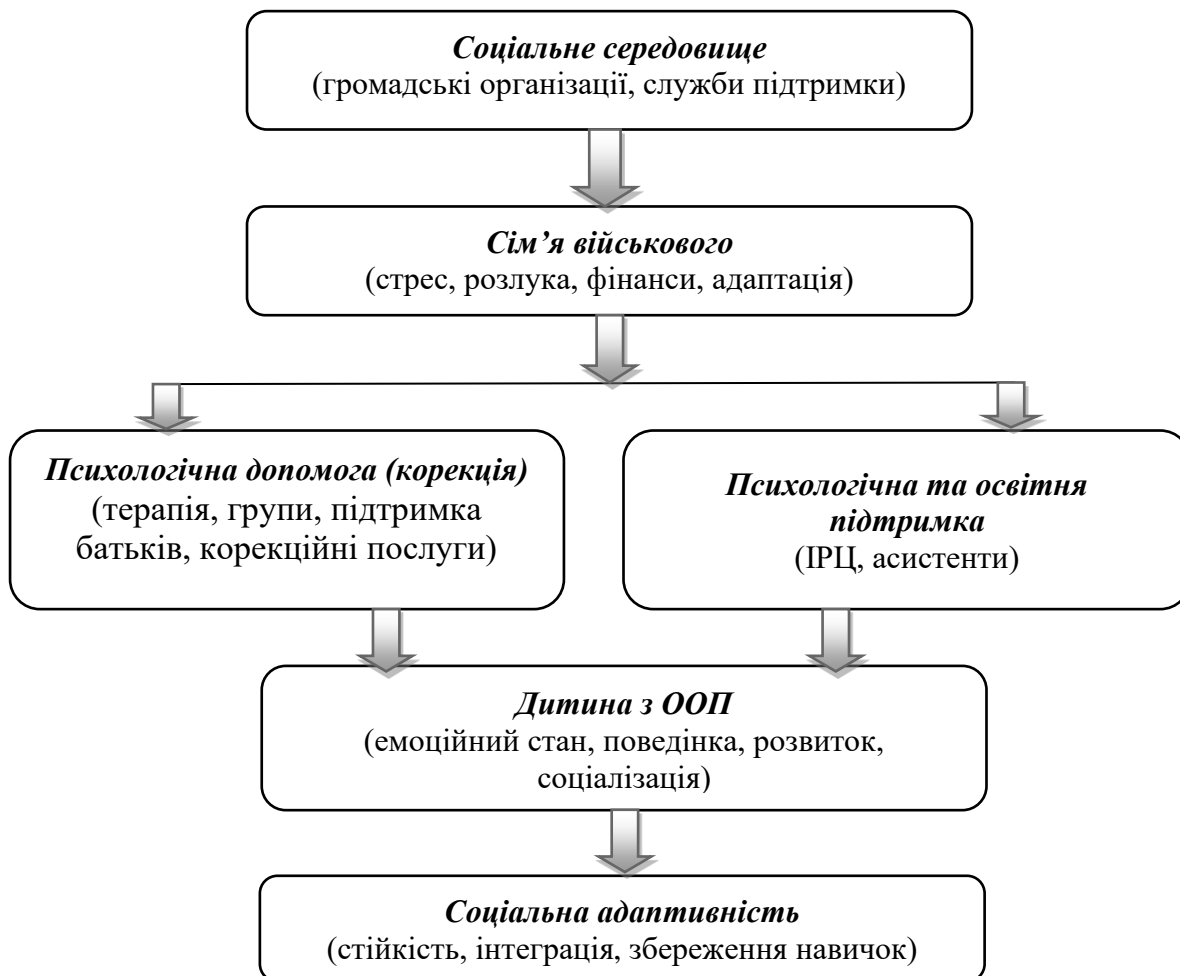 Соціальне середовище
(громадські організації, служби підтримки)
Сім’я військового
(стрес, розлука, фінанси, адаптація)
Психологічна допомога (корекція)
(терапія, групи, підтримка
батьків, корекційні послуги)
Психологічна та освітня
підтримка
(ІРЦ, асистенти)
Дитина з ООП
(емоційний стан, поведінка, розвиток,
соціалізація)
Соціальна адаптивність
(стійкість, інтеграція, збереження навичок)